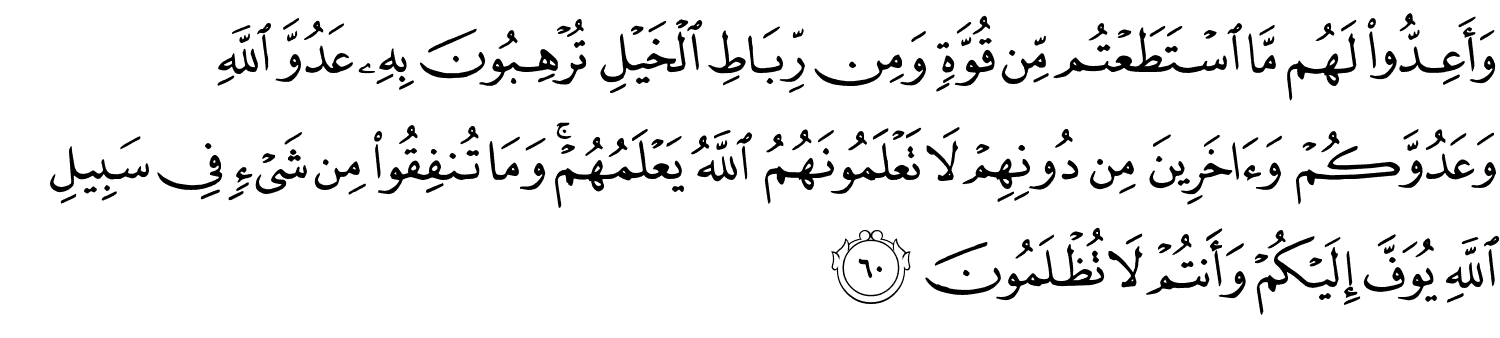 وَأَعِدُّوا۟ لَهُم مَّا ٱسْتَطَعْتُم مِّن قُوَّةٍ وَمِن رِّبَاطِ ٱلْخَيْلِ تُرْهِبُونَ بِهِۦ عَدُوَّ ٱللَّهِ
وَعَدُوَّكُمْ وَءَاخَرِينَ مِن دُونِهِمْ لَا تَعْلَمُونَهُمُ ٱللَّهُ يَعْلَمُهُمْ ۚ وَمَا تُنفِقُوا۟ مِن شَىْءٍ فِى سَبِيلِ
ٱللَّهِ يُوَفَّ إِلَيْكُمْ وَأَنتُمْ لَا تُظْلَمُونَ ٦٠